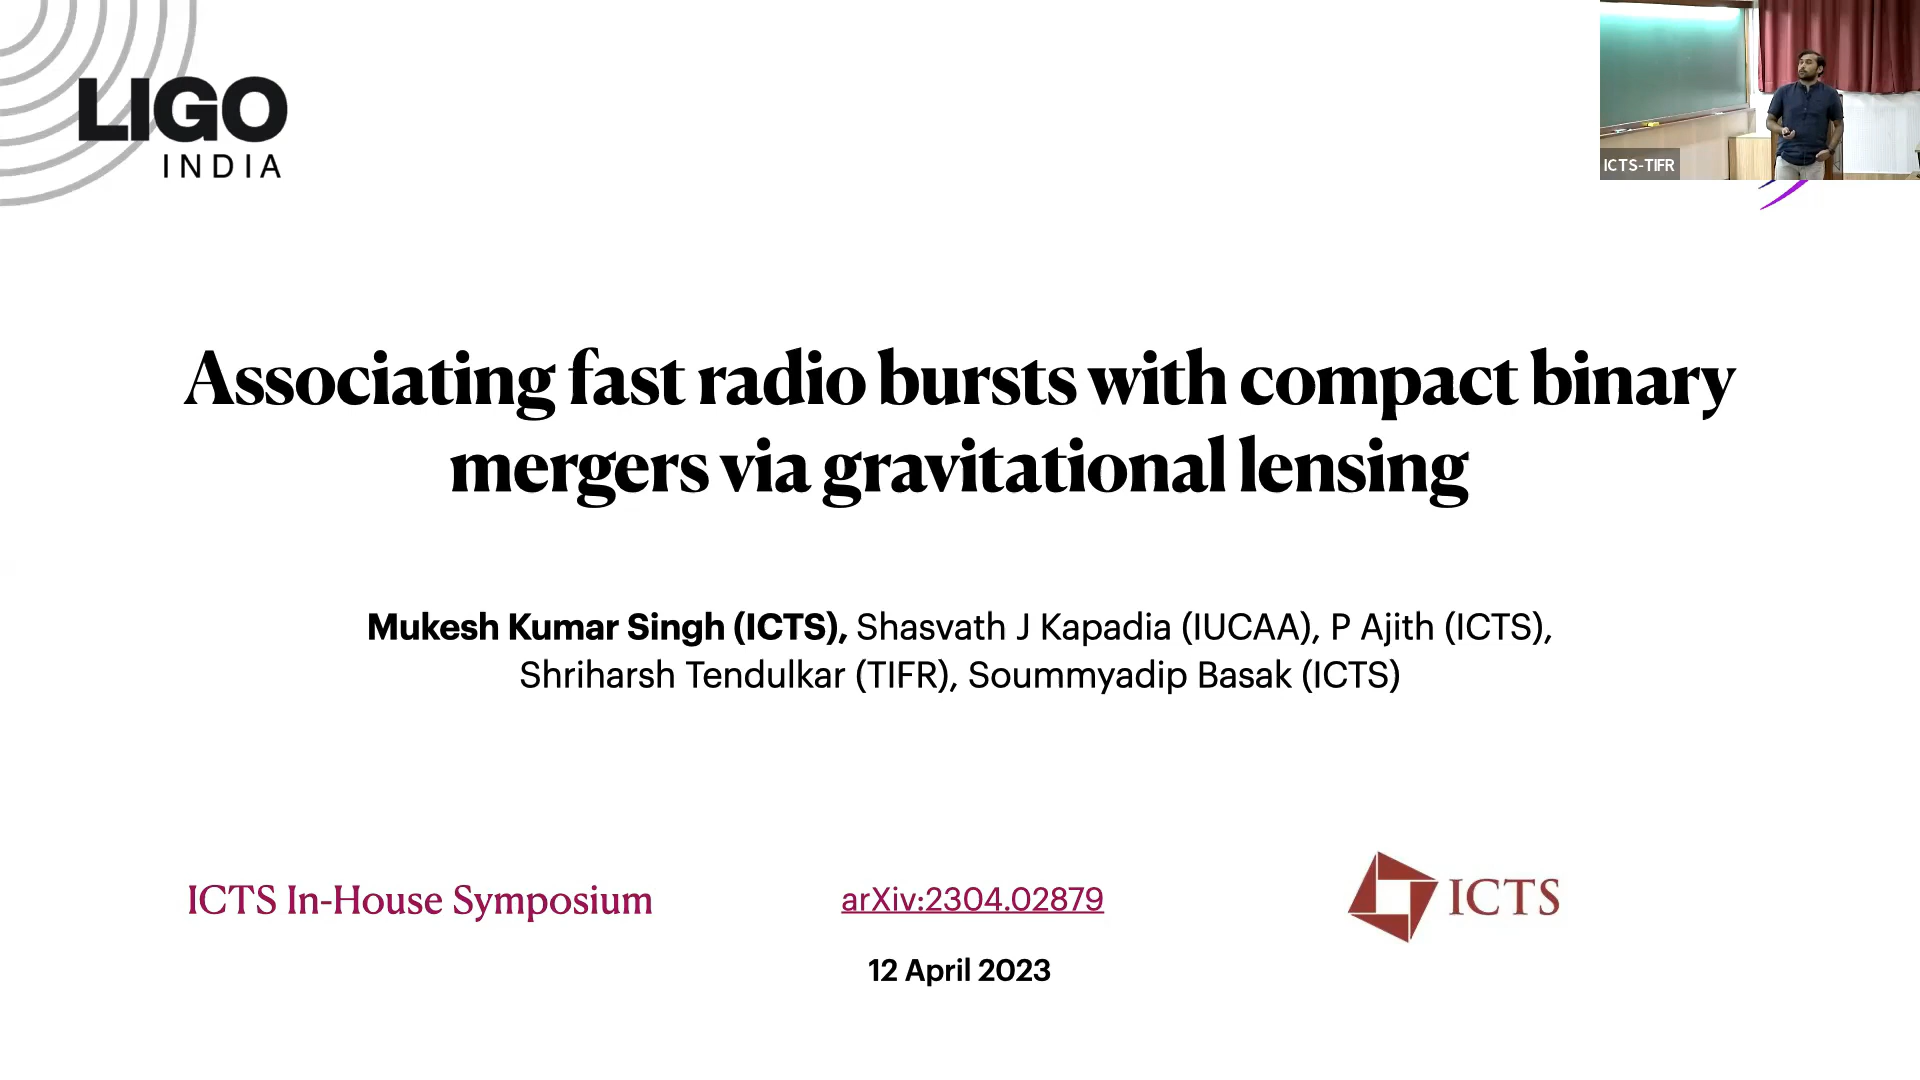 LIGO
INDIA
ICTS-TIFR
Associating fast radio bursts with compact binary
mergers via gravitational lensing
Mukesh Kumar Singh (ICTS), Shasvath J Kapadia (IUCAA), P Ajith (ICTS),
Shriharsh Tendulkar (TIFR), Soummyadip Basak (ICTS)
ICTS In-House Symposium
arXiv:2304.02879
ICTS
12 April 2023